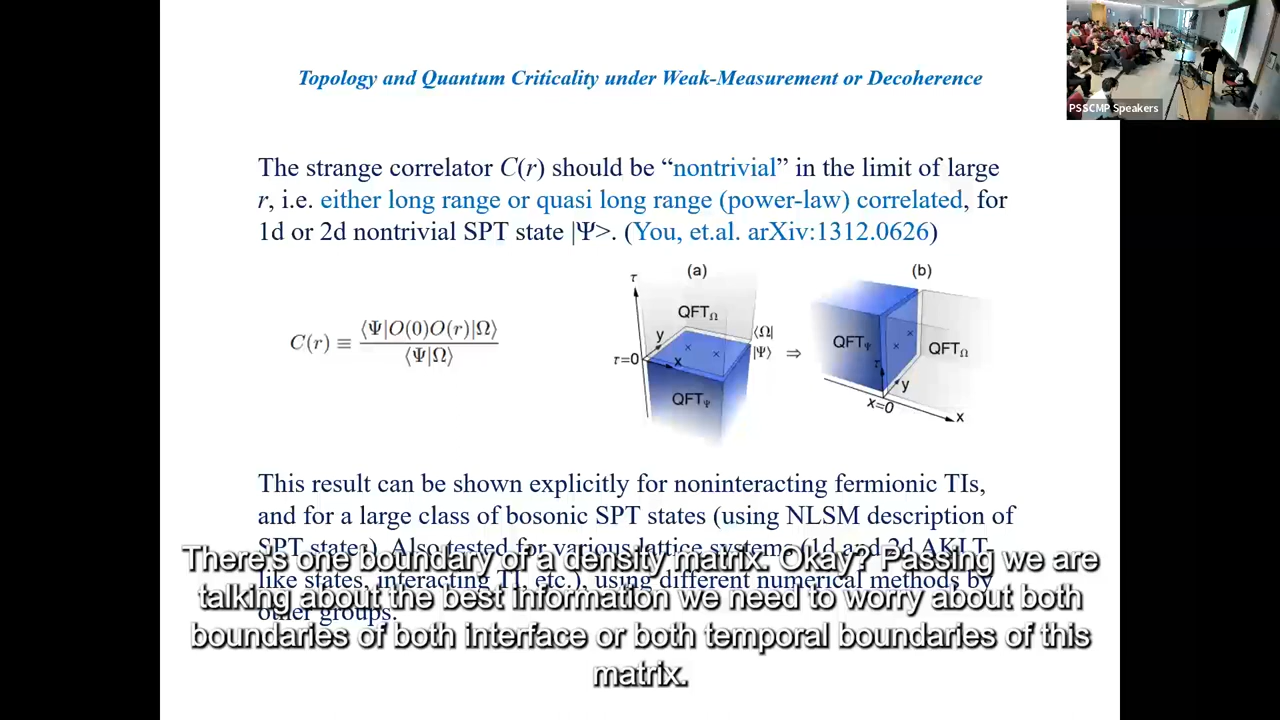 PSSCMP Speakers
Topology and Quantum Criticality under Weak-Measurement or Decoherence
The strange correlator C(r) should be “nontrivial” in the limit of large
r, i.e. either long range or quasi long range (power-law) correlated, for
1d or 2d nontrivial SPT state |Ψ>. (You, et.al. arXiv:1312.0626)
C(r) ≡ ⟨Ψ|O(0)O(r)|Ω⟩ / ⟨Ψ|Ω⟩
(a)
τ
QFT_Ω
y
⟨Ω|
|Ψ⟩
τ=0
x
QFT_Ψ
⇒
(b)
QFT_Ψ
QFT_Ω
τ
y
x=0
x
This result can be shown explicitly for noninteracting fermionic TIs,
and for a large class of bosonic SPT states (using NLSM description of
SPT states). Also tested for various lattice systems (1d and 2d AKLT
like states, interacting TI, etc.), using different numerical methods by
other groups.
There's one boundary of a density matrix. Okay? Passing we are
talking about the best information we need to worry about both
boundaries of both interface or both temporal boundaries of this
matrix.